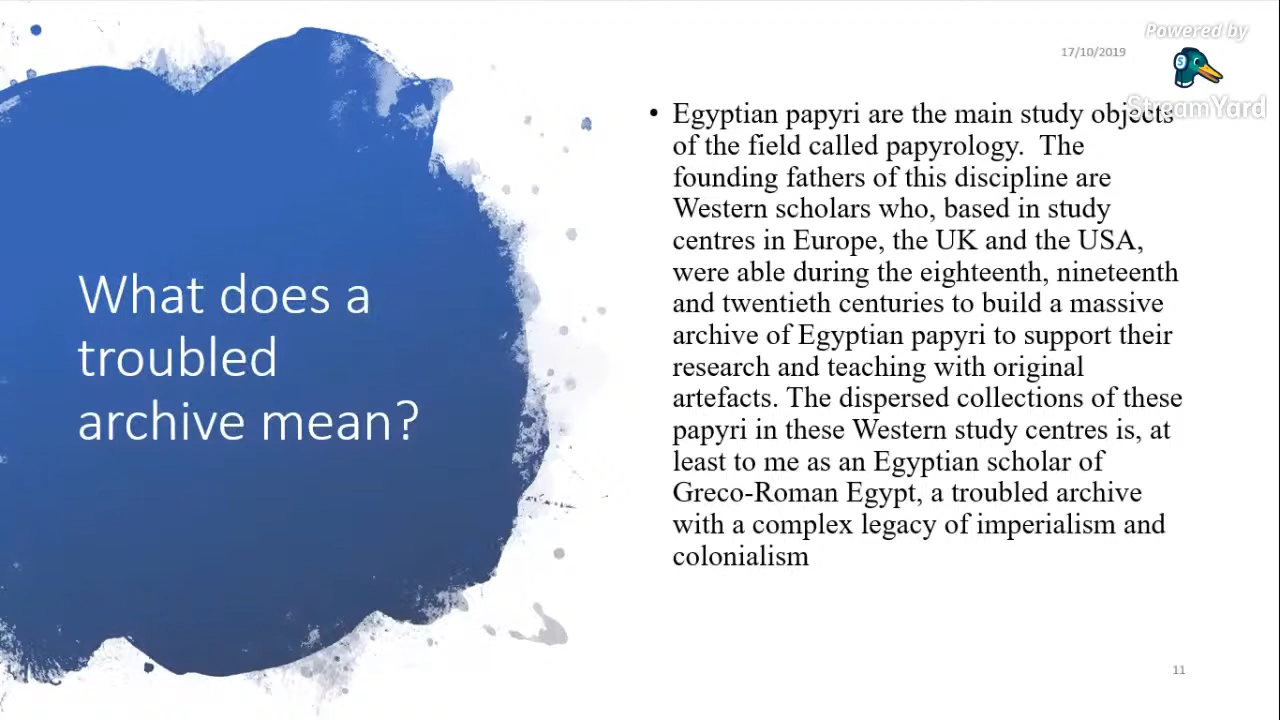 Powered by
17/10/2019
StreamYard
What does a
troubled
archive mean?
• Egyptian papyri are the main study objects
of the field called papyrology.  The
founding fathers of this discipline are
Western scholars who, based in study
centres in Europe, the UK and the USA,
were able during the eighteenth, nineteenth
and twentieth centuries to build a massive
archive of Egyptian papyri to support their
research and teaching with original
artefacts. The dispersed collections of these
papyri in these Western study centres is, at
least to me as an Egyptian scholar of
Greco-Roman Egypt, a troubled archive
with a complex legacy of imperialism and
colonialism
11